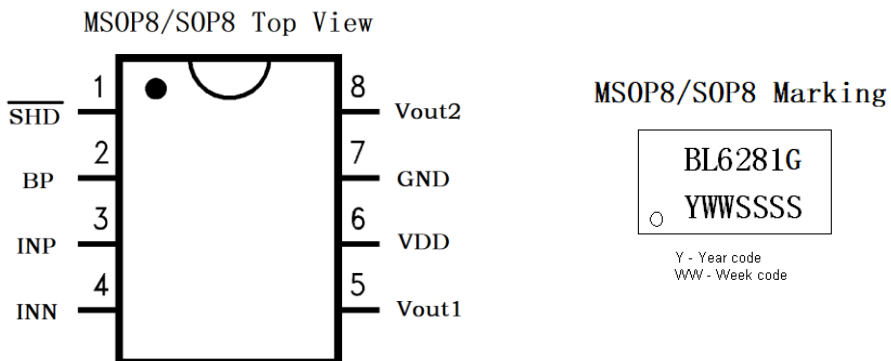 MSOP8/SOP8 Top View
1
SHD
2
BP
3
INP
4
INN
8
Vout2
7
GND
6
VDD
5
Vout1
MSOP8/SOP8 Marking
BL6281G
YWWSSSS
Y - Year code
WW - Week code